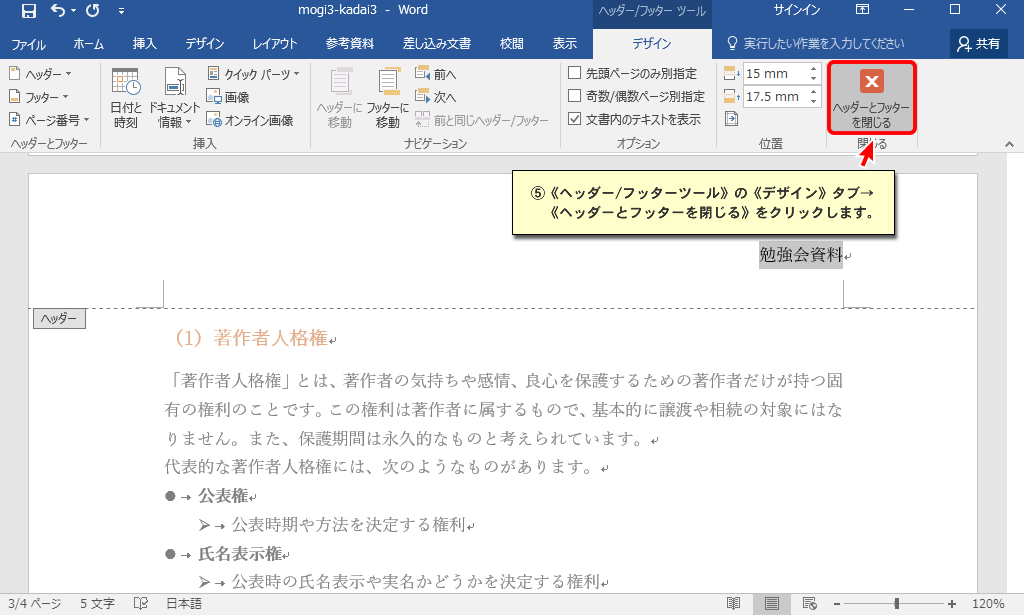 mogi3-kadai3 - Word
ヘッダー/フッター ツール
サインイン
ファイル ホーム 挿入 デザイン レイアウト 参考資料 差し込み文書 校閲 表示 デザイン 実行したい作業を入力してください 共有
ヘッダー
フッター
ページ番号
ヘッダーとフッター
日付と
時刻
ドキュメント
情報
クイック パーツ
画像
オンライン画像
挿入
ヘッダーに
移動
フッターに
移動
前へ
次へ
前と同じヘッダー/フッター
ナビゲーション
先頭ページのみ別指定
奇数/偶数ページ別指定
文書内のテキストを表示
オプション
15 mm
17.5 mm
位置
ヘッダーとフッター
を閉じる
閉じる
⑤《ヘッダー/フッターツール》の《デザイン》タブ→
《ヘッダーとフッターを閉じる》をクリックします。
勉強会資料
ヘッダー
（1）著作者人格権
「著作者人格権」とは、著作者の気持ちや感情、良心を保護するための著作者だけが持つ固
有の権利のことです。この権利は著作者に属するもので、基本的に譲渡や相続の対象にはな
りません。また、保護期間は永久的なものと考えられています。
代表的な著作者人格権には、次のようなものがあります。
● → 公表権
➢ → 公表時期や方法を決定する権利
● → 氏名表示権
➢ → 公表時の氏名表示や実名かどうかを決定する権利
3/4 ページ 5 文字 日本語 120%